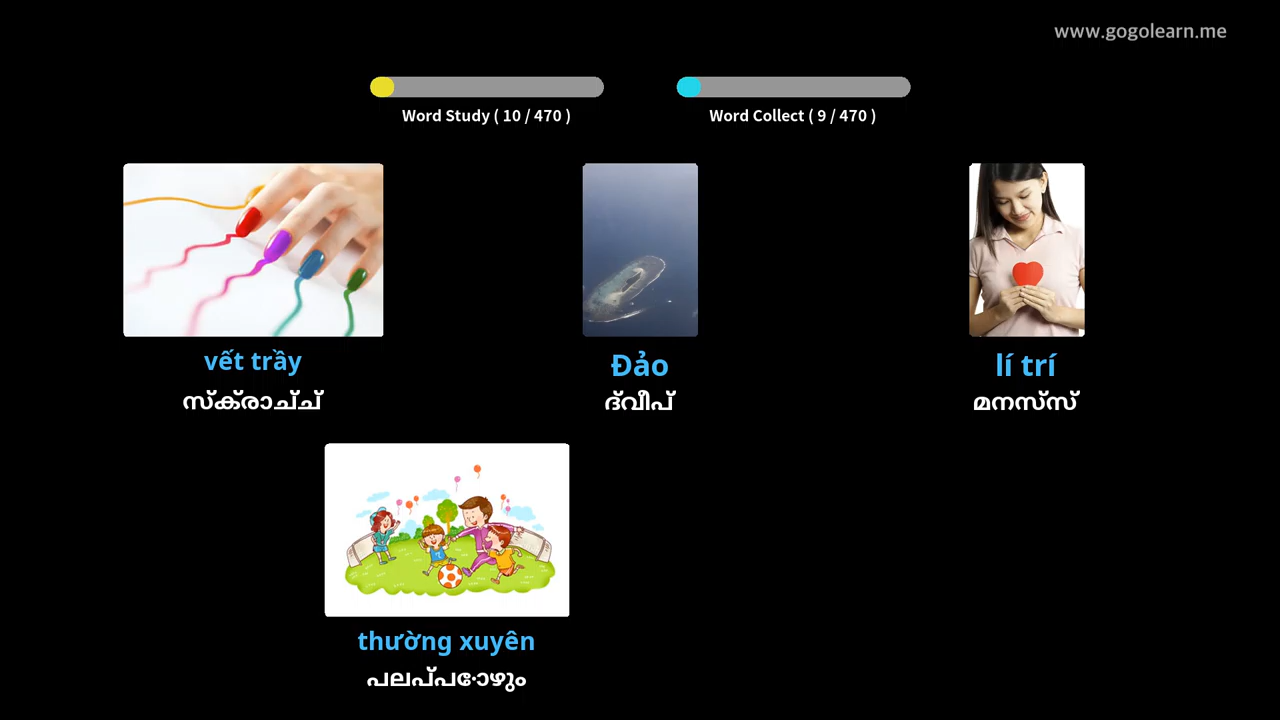 www.gogolearn.me
Word Study ( 10 / 470 )
Word Collect ( 9 / 470 )
vết trầy
സ്ക്രാച്ച്
Đảo
ദ്വീപ്
lí trí
മനസ്സ്
thường xuyên
പലപ്പോഴും